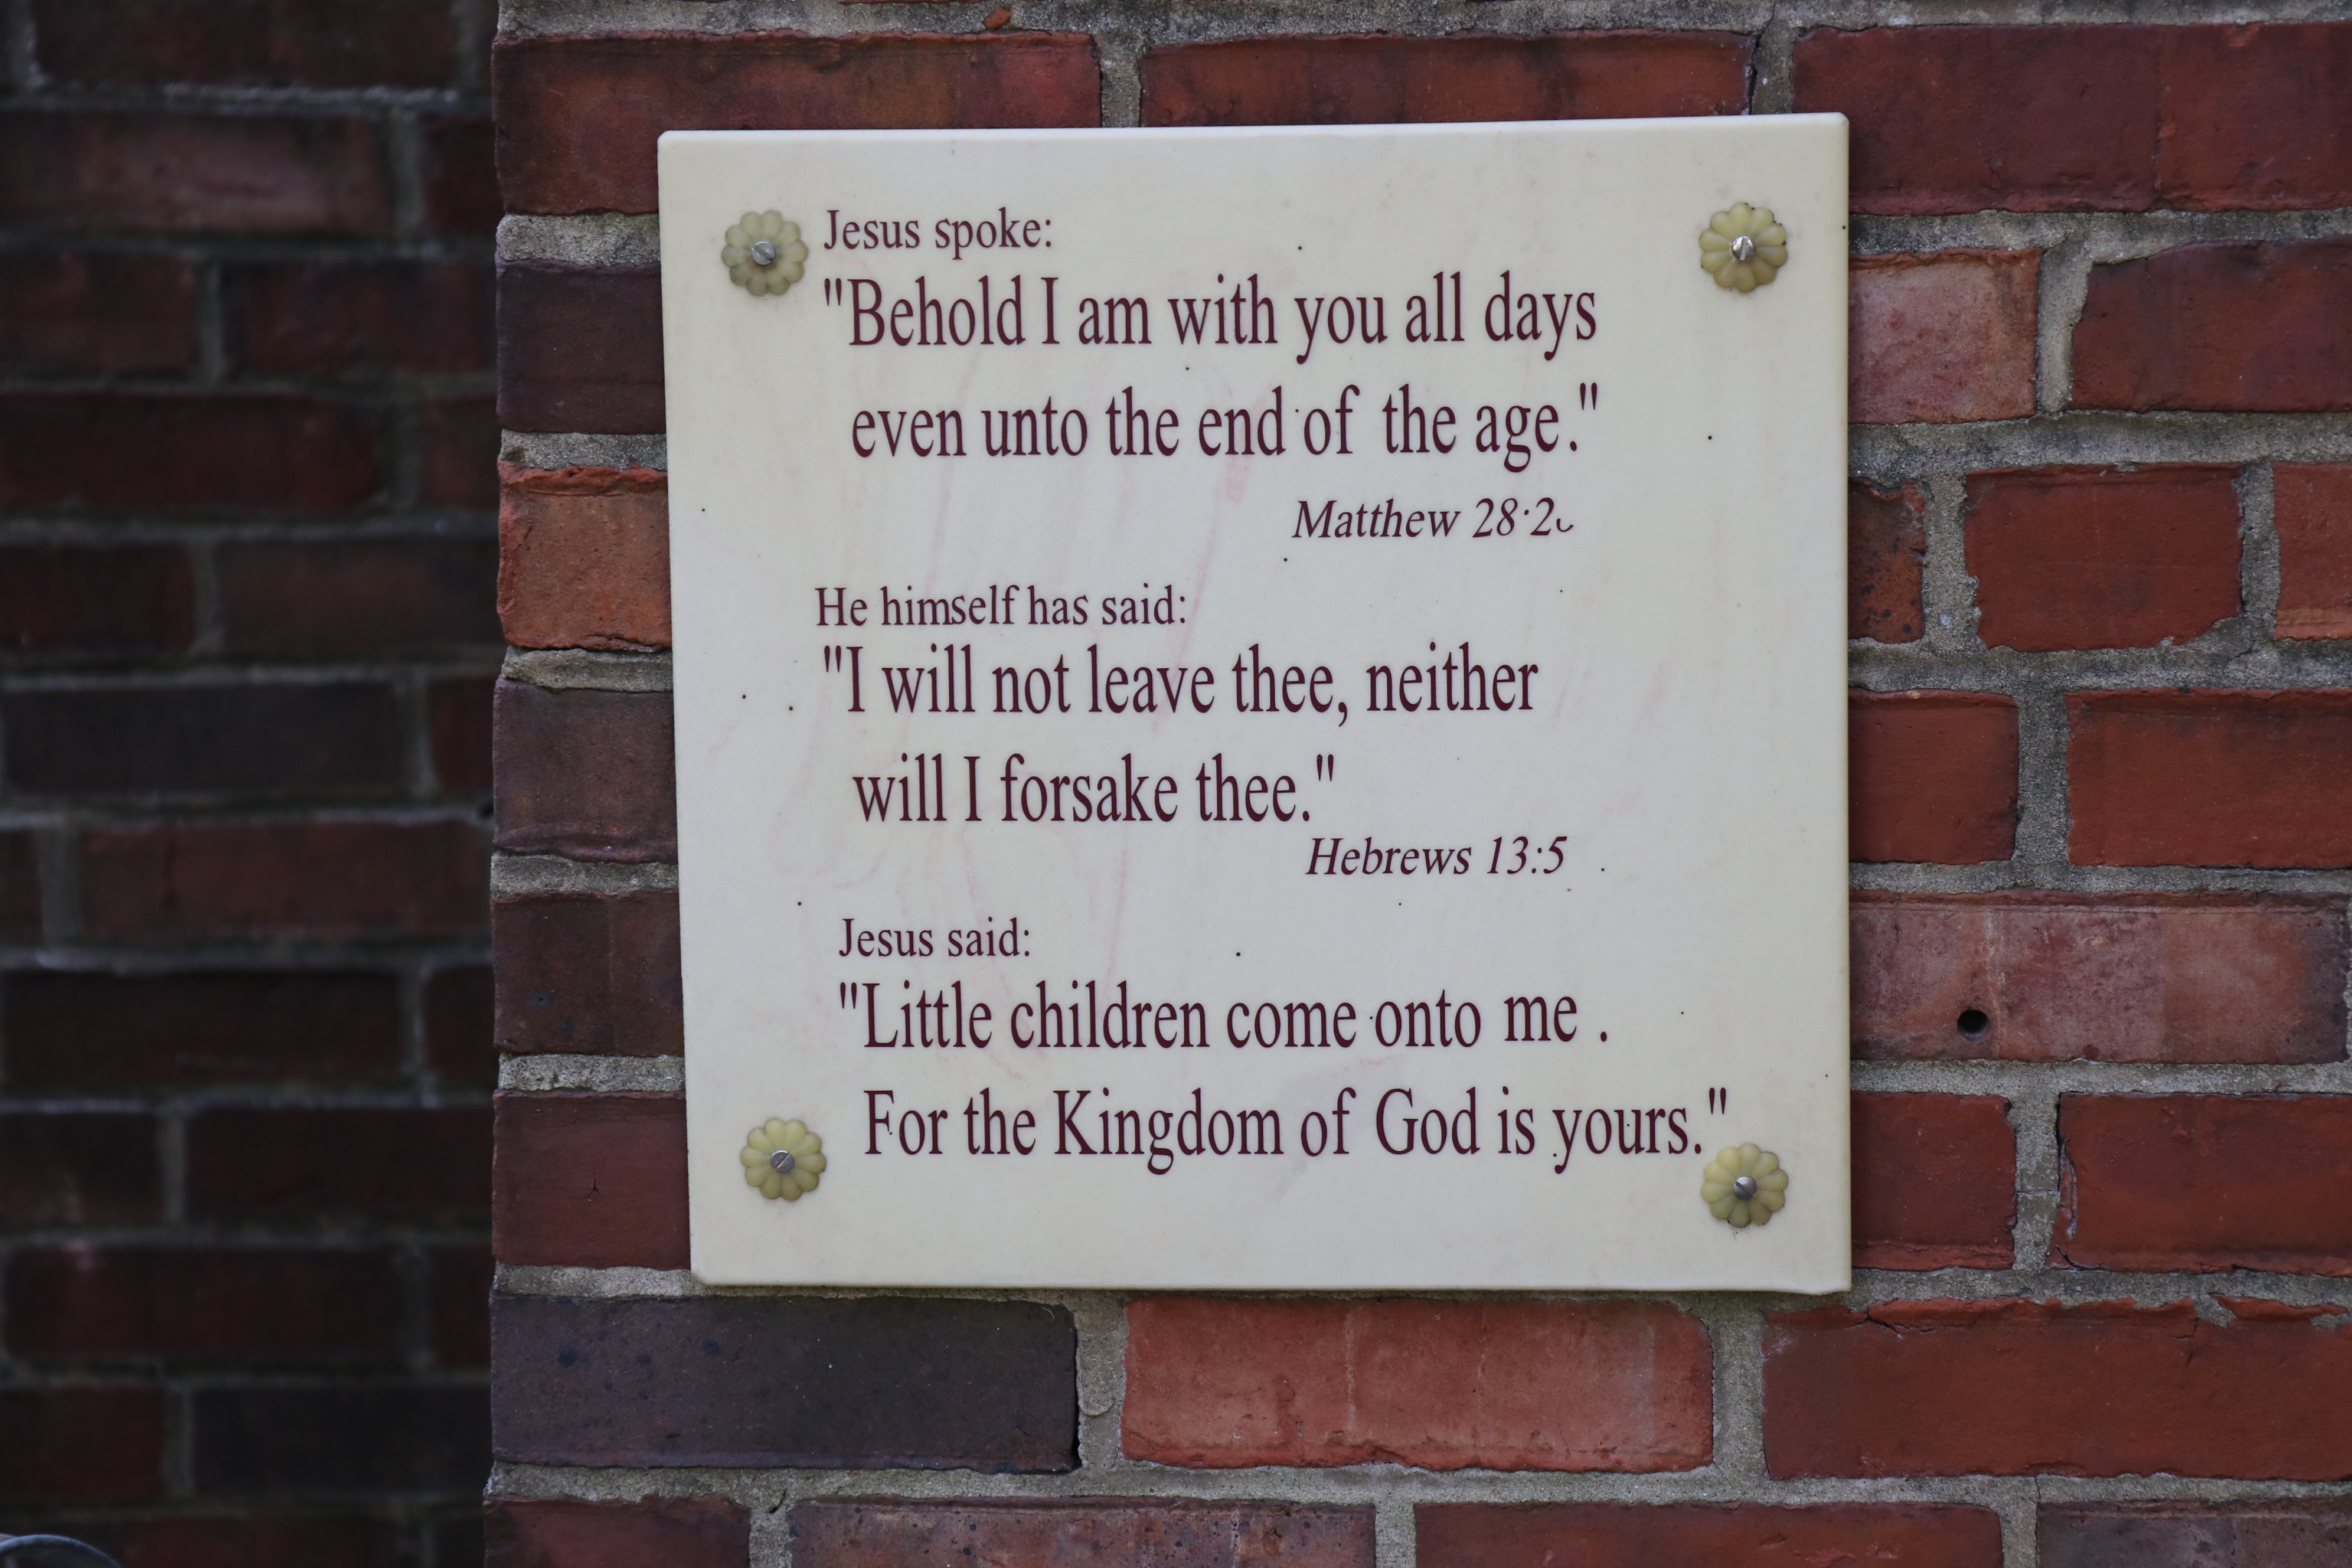 Jesus spoke:
"Behold I am with you all days
even unto the end of the age."
Matthew
He himself has said:
"I will not leave thee, neither
will I forsake thee."
Hebrews 13:5
Jesus said:
"Little children come onto me .
For the Kingdom of God is yours."